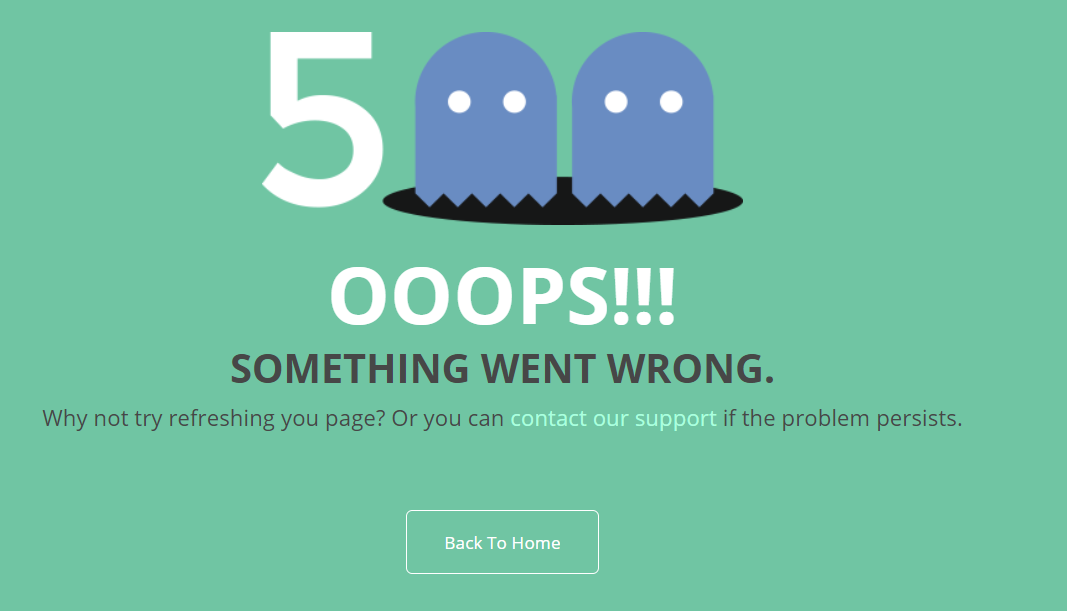 500
OOOPS!!!
SOMETHING WENT WRONG.
Why not try refreshing you page? Or you can contact our support if the problem persists.
Back To Home